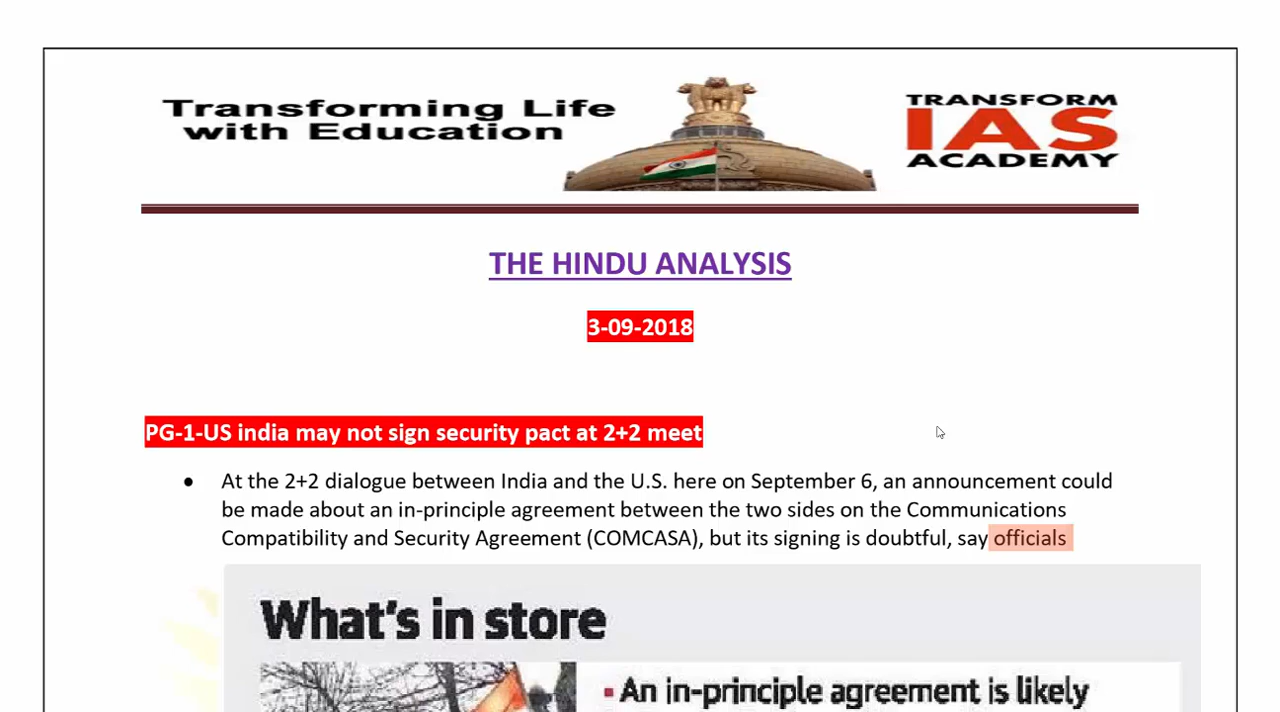 Transforming Life
with Education
TRANSFORM
IAS
ACADEMY
THE HINDU ANALYSIS
3-09-2018
PG-1-US india may not sign security pact at 2+2 meet
• At the 2+2 dialogue between India and the U.S. here on September 6, an announcement could
be made about an in-principle agreement between the two sides on the Communications
Compatibility and Security Agreement (COMCASA), but its signing is doubtful, say officials
What's in store
▪ An in-principle agreement is likely